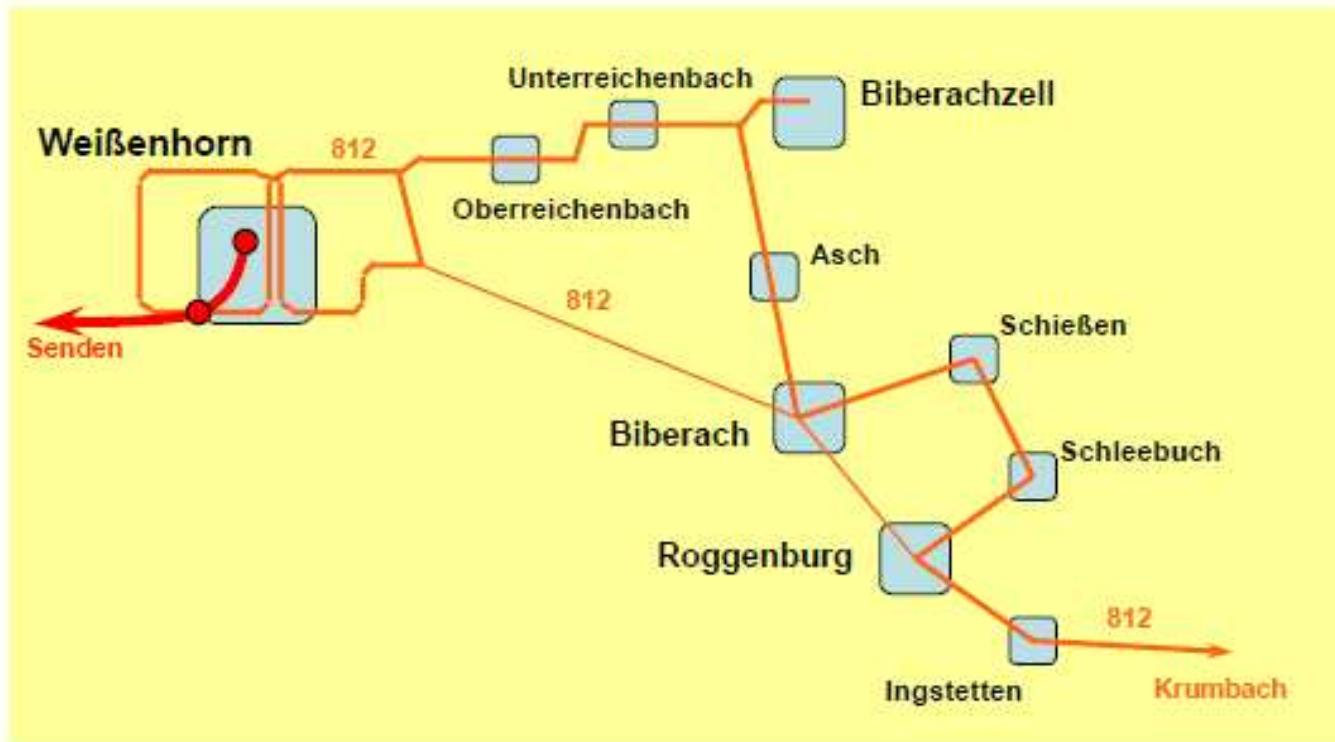 Unterreichenbach
Biberachzell
Weißenhorn
812
Oberreichenbach
Asch
812
Schießen
Senden
Biberach
Schleebuch
Roggenburg
812
Ingstetten
Krumbach